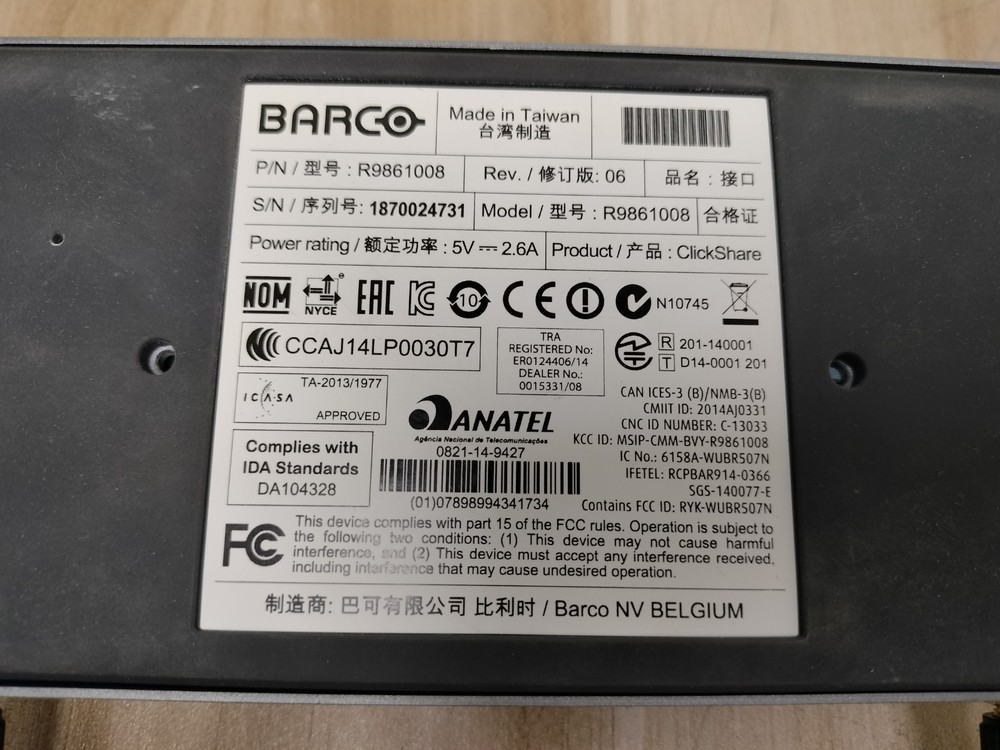 BARCO
Made in Taiwan
台湾制造
P/N / 型号 : R9861008
Rev. / 修订版: 06
品名 : 接口
S/N / 序列号: 1870024731
Model / 型号 : R9861008
合格证
Power rating / 额定功率 : 5V ⎓ 2.6A
Product / 产品 : ClickShare
NOM
NYCE
EAC
10
CE
N10745
CCAJ14LP0030T7
TRA
REGISTERED No:
ER0124406/14
DEALER No.:
0015331/08
R 201-140001
T D14-0001 201
ICASA
TA-2013/1977
APPROVED
ANATEL
Agência Nacional de Telecomunicações
0821-14-9427
(01)07898994341734
CAN ICES-3 (B)/NMB-3(B)
CMIIT ID: 2014AJ0331
CNC ID NUMBER: C-13033
KCC ID: MSIP-CMM-BVY-R9861008
IC No.: 6158A-WUBR507N
IFETEL: RCPBAR914-0366
SGS-140077-E
Contains FCC ID: RYK-WUBR507N
Complies with
IDA Standards
DA104328
FC
This device complies with part 15 of the FCC rules. Operation is subject to
the following two conditions: (1) This device may not cause harmful
interference, and (2) This device must accept any interference received,
including interference that may cause undesired operation.
制造商: 巴可有限公司 比利时 / Barco NV BELGIUM